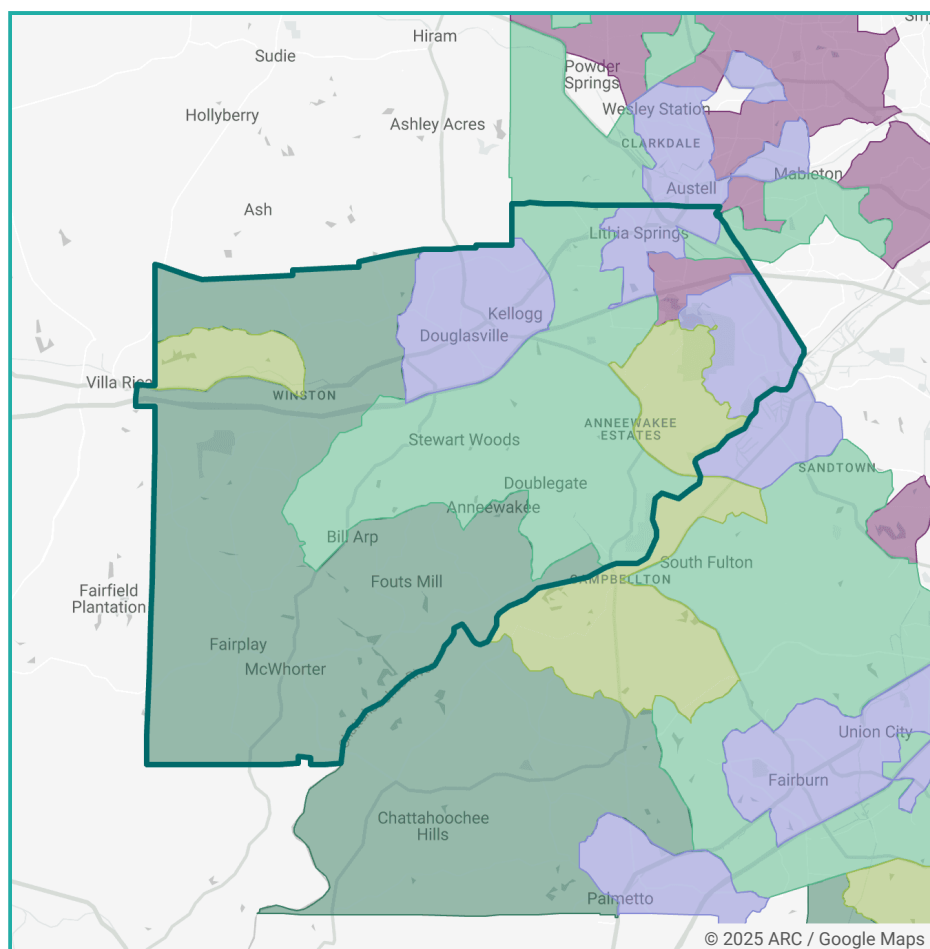 Hiram
Sudie
Powder
Springs
Hollyberry
Wesley Station
Ashley Acres
CLARKDALE
Mableton
Austell
Ash
Lithia Springs
Kellogg
Douglasville
Villa
WINSTON
Stewart Woods
ANNEEWAKEE
ESTATES
SANDTOWN
Doublegate
Anneewakee
Bill Arp
South Fulton
Fouts Mill
CAMPBELLTON
Fairfield
Plantation
Fairplay
McWhorter
Union City
Fairburn
Chattahoochee
Hills
Palmetto
© 2025 ARC / Google Maps